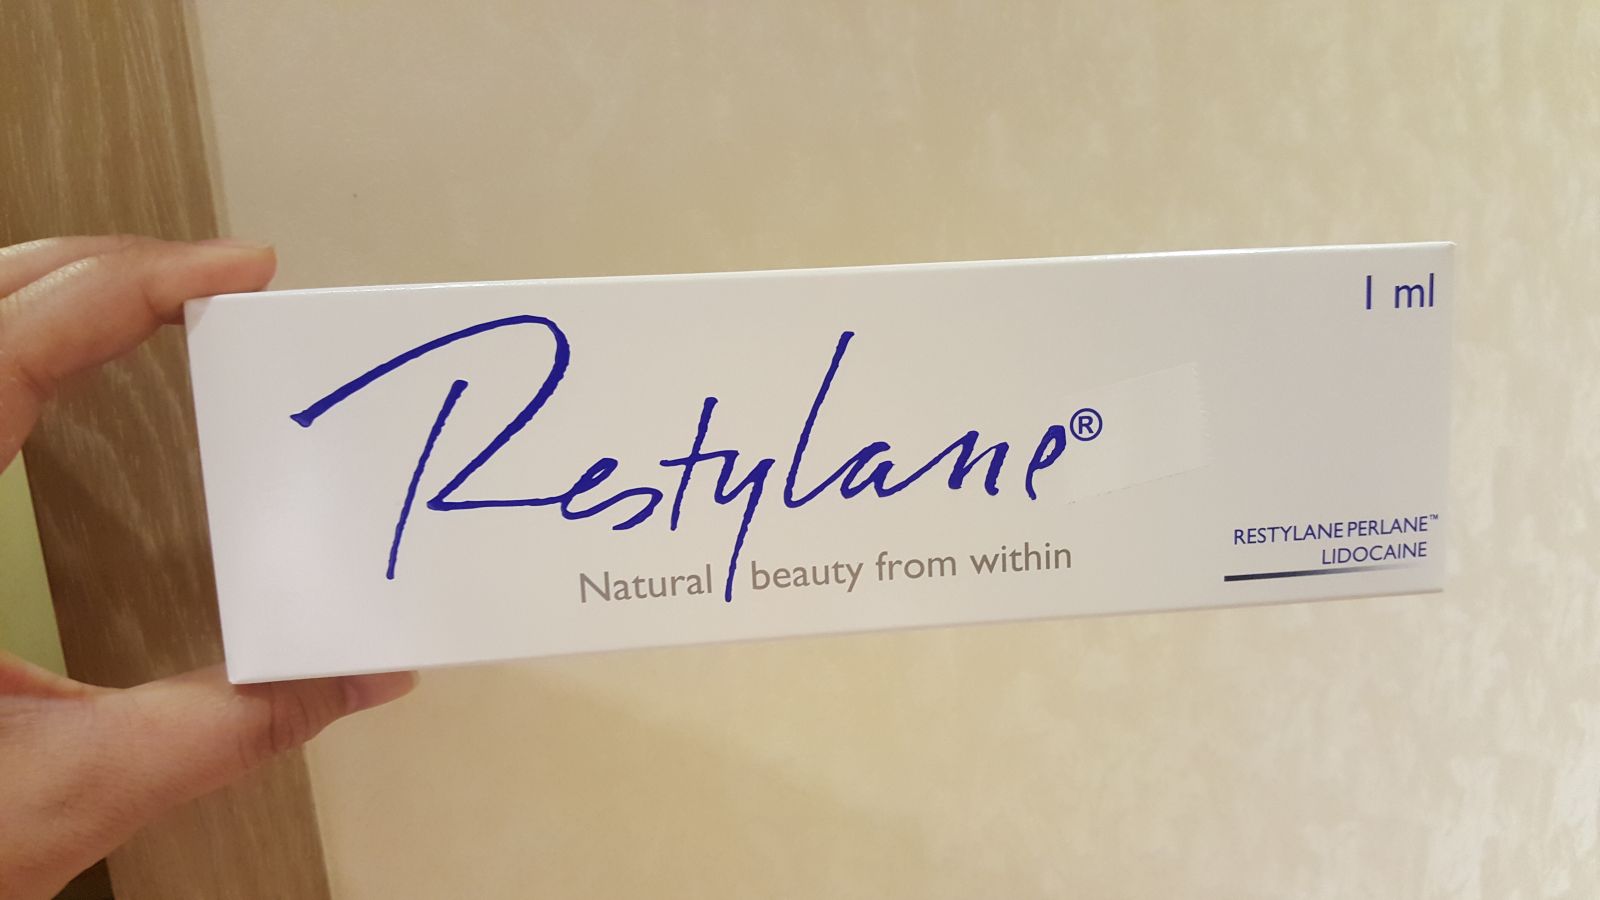 1 ml
Restylane®
Natural beauty from within
RESTYLANE PERLANE™
LIDOCAINE